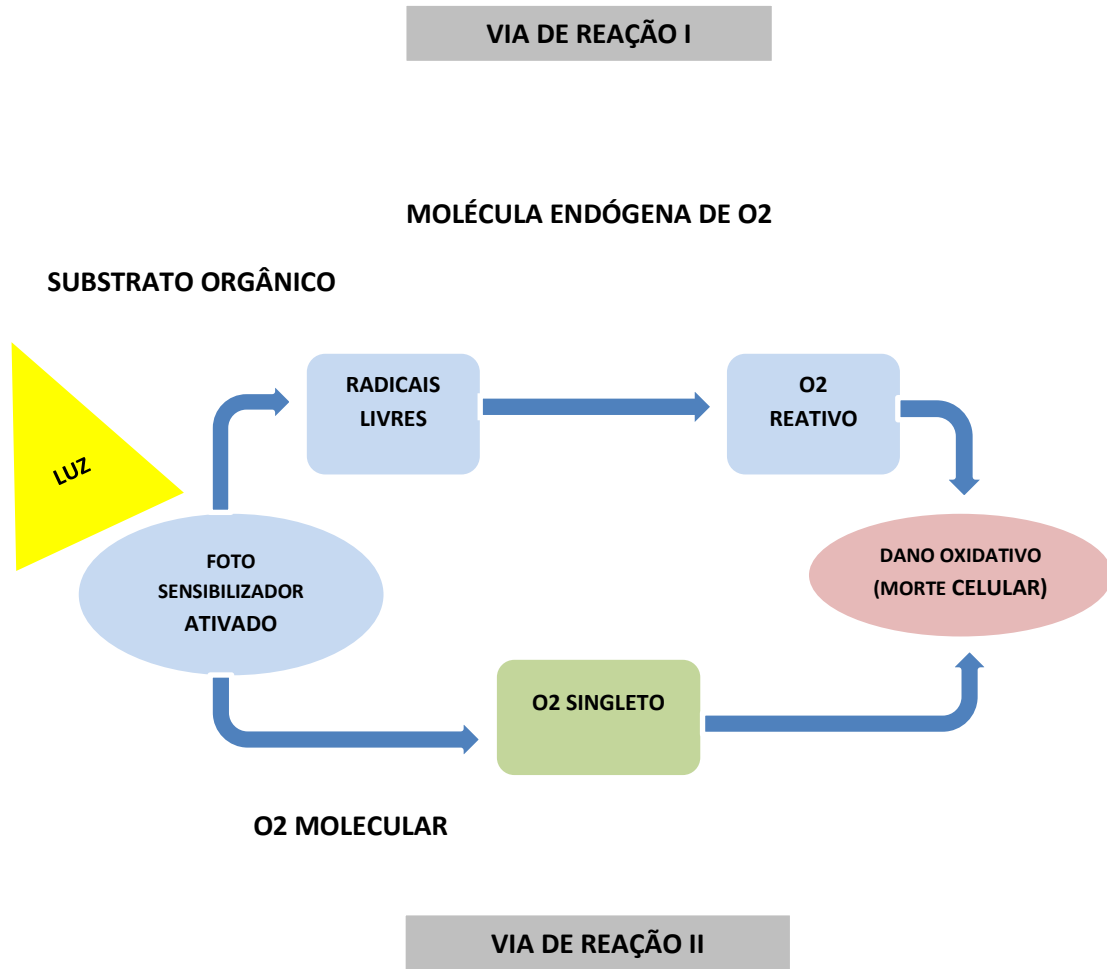 VIA DE REAÇÃO I
MOLÉCULA ENDÓGENA DE O2
SUBSTRATO ORGÂNICO
RADICAIS
LIVRES
O2
REATIVO
LUZ
FOTO
SENSIBILIZADOR
ATIVADO
DANO OXIDATIVO
(MORTE CELULAR)
O2 SINGLETO
O2 MOLECULAR
VIA DE REAÇÃO II